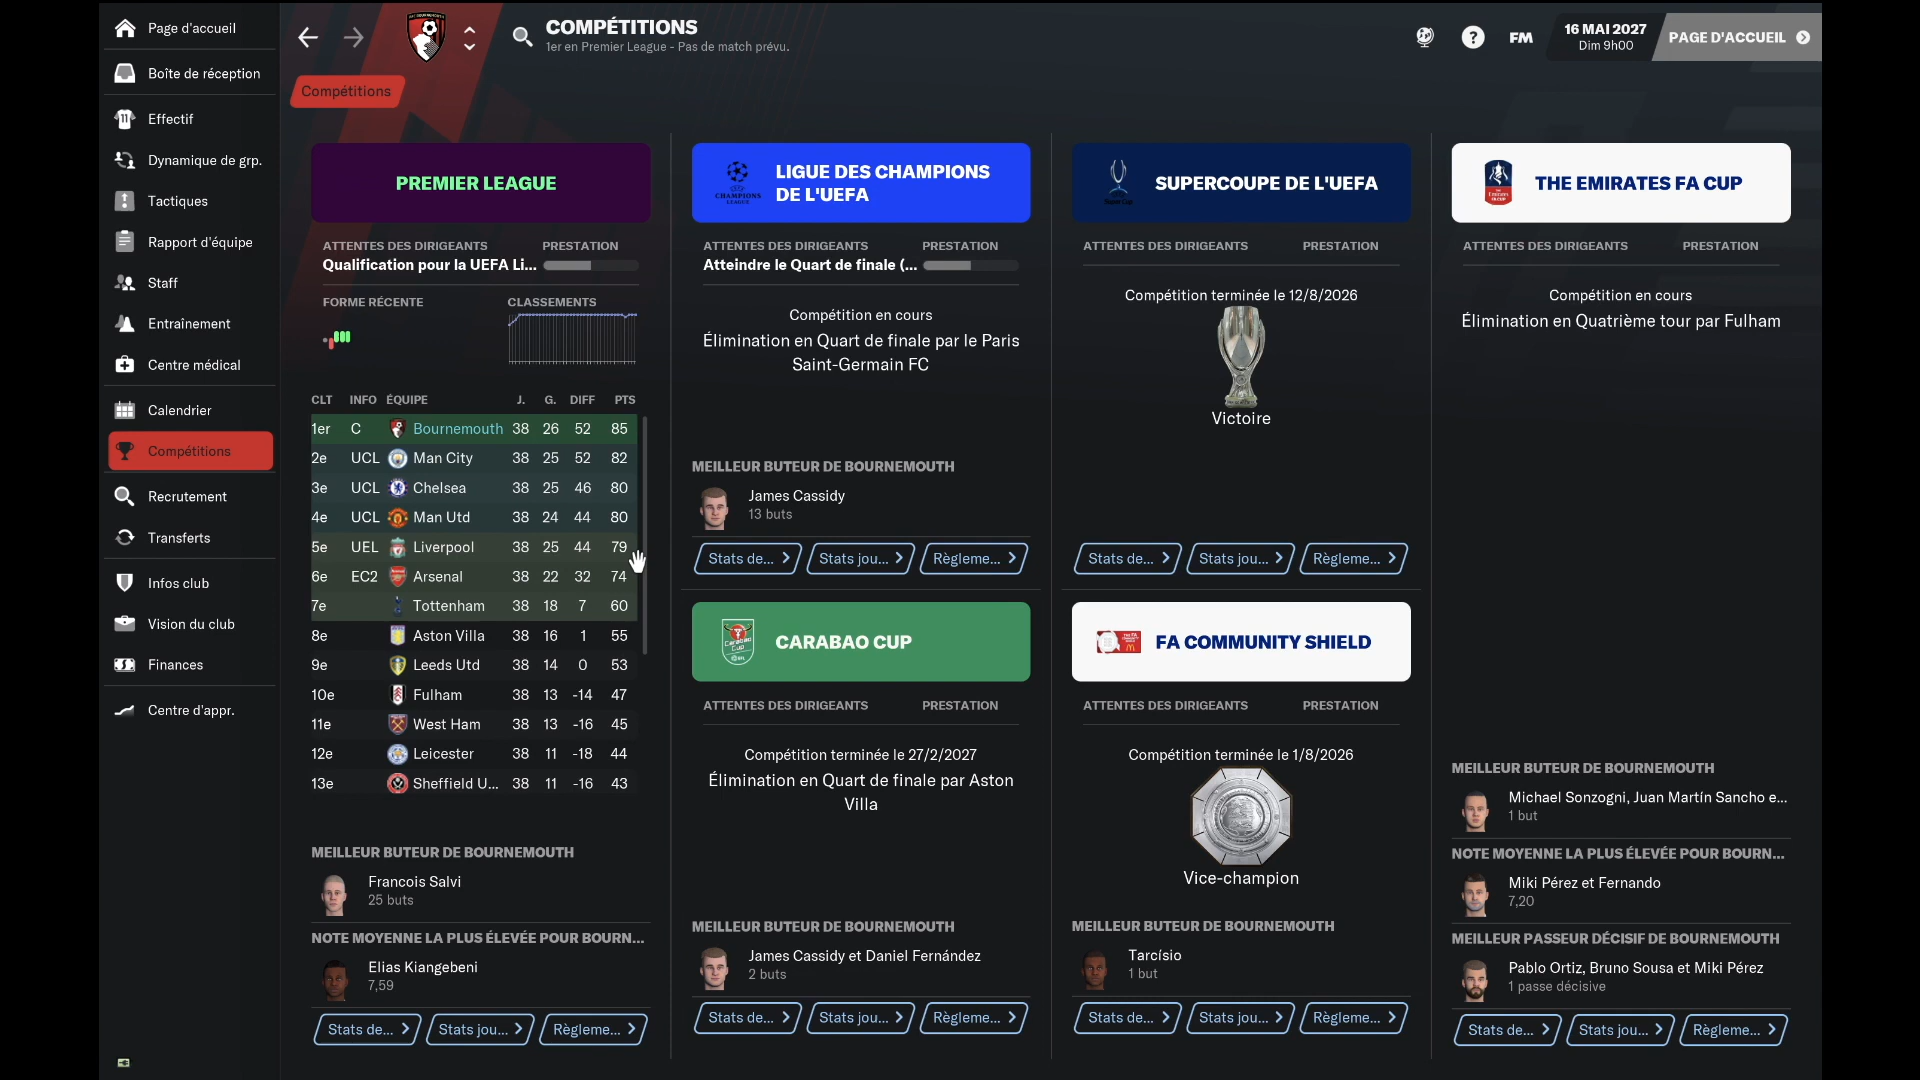 Page d'accueil
Boîte de réception
Effectif
Dynamique de grp.
Tactiques
Rapport d'équipe
Staff
Entraînement
Centre médical
Calendrier
Compétitions
Recrutement
Transferts
Infos club
Vision du club
Finances
Centre d'appr.
COMPÉTITIONS
1er en Premier League - Pas de match prévu.
FM
16 MAI 2027
Dim 9h00
PAGE D'ACCUEIL
Compétitions
PREMIER LEAGUE
ATTENTES DES DIRIGEANTS PRESTATION
Qualification pour la UEFA Li...
FORME RÉCENTE CLASSEMENTS
CLT INFO ÉQUIPE J. G. DIFF PTS
1er C Bournemouth 38 26 52 85
2e UCL Man City 38 25 52 82
3e UCL Chelsea 38 25 46 80
4e UCL Man Utd 38 24 44 80
5e UEL Liverpool 38 25 44 79
6e EC2 Arsenal 38 22 32 74
7e Tottenham 38 18 7 60
8e Aston Villa 38 16 1 55
9e Leeds Utd 38 14 0 53
10e Fulham 38 13 -14 47
11e West Ham 38 13 -16 45
12e Leicester 38 11 -18 44
13e Sheffield U... 38 11 -16 43
MEILLEUR BUTEUR DE BOURNEMOUTH
Francois Salvi
25 buts
NOTE MOYENNE LA PLUS ÉLEVÉE POUR BOURN...
Elias Kiangebeni
7,59
Stats de... Stats jou... Règleme...
LIGUE DES CHAMPIONS
DE L'UEFA
CHAMPIONS
LEAGUE
ATTENTES DES DIRIGEANTS PRESTATION
Atteindre le Quart de finale (...
Compétition en cours
Élimination en Quart de finale par le Paris
Saint-Germain FC
MEILLEUR BUTEUR DE BOURNEMOUTH
James Cassidy
13 buts
Stats de... Stats jou... Règleme...
CARABAO CUP
ATTENTES DES DIRIGEANTS PRESTATION
Compétition terminée le 27/2/2027
Élimination en Quart de finale par Aston
Villa
MEILLEUR BUTEUR DE BOURNEMOUTH
James Cassidy et Daniel Fernández
2 buts
Stats de... Stats jou... Règleme...
SUPERCOUPE DE L'UEFA
ATTENTES DES DIRIGEANTS PRESTATION
Compétition terminée le 12/8/2026
Victoire
Stats de... Stats jou... Règleme...
FA COMMUNITY SHIELD
ATTENTES DES DIRIGEANTS PRESTATION
Compétition terminée le 1/8/2026
Vice-champion
MEILLEUR BUTEUR DE BOURNEMOUTH
Tarcísio
1 but
Stats de... Stats jou... Règleme...
THE EMIRATES FA CUP
ATTENTES DES DIRIGEANTS PRESTATION
Compétition en cours
Élimination en Quatrième tour par Fulham
MEILLEUR BUTEUR DE BOURNEMOUTH
Michael Sonzogni, Juan Martín Sancho e...
1 but
NOTE MOYENNE LA PLUS ÉLEVÉE POUR BOURN...
Miki Pérez et Fernando
7,20
MEILLEUR PASSEUR DÉCISIF DE BOURNEMOUTH
Pablo Ortiz, Bruno Sousa et Miki Pérez
1 passe décisive
Stats de... Stats jou... Règleme...